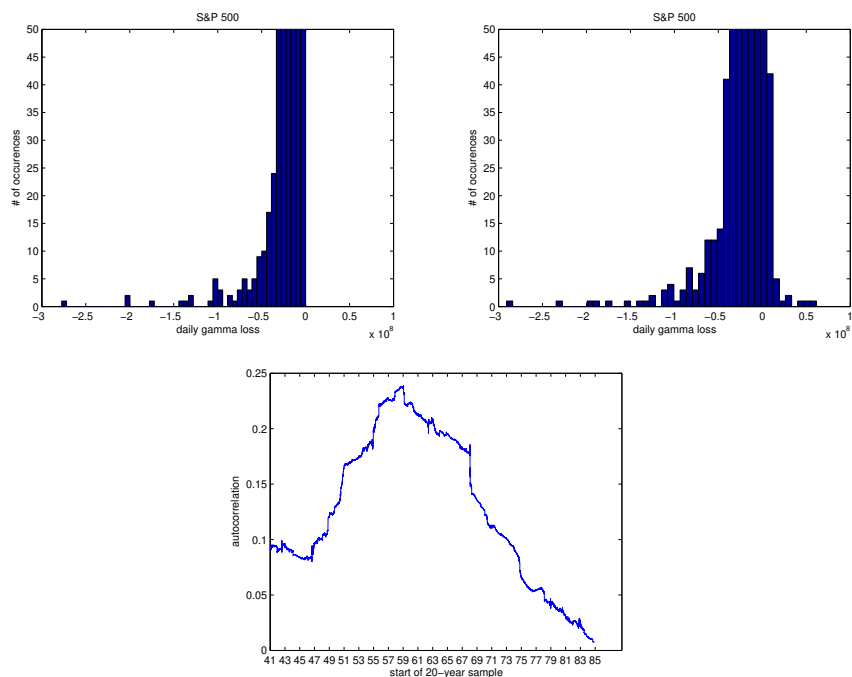 S&P 500
50
45
40
35
30
25
20
15
10
5
0
# of occurences
−3 −2.5 −2 −1.5 −1 −0.5 0 0.5 1
daily gamma loss
x 10^8
S&P 500
50
45
40
35
30
25
20
15
10
5
0
# of occurences
−3 −2.5 −2 −1.5 −1 −0.5 0 0.5 1
daily gamma loss
x 10^8
0.25
0.2
0.15
0.1
0.05
0
autocorrelation
41 43 45 47 49 51 53 55 57 59 61 63 65 67 69 71 73 75 77 79 81 83 85
start of 20−year sample